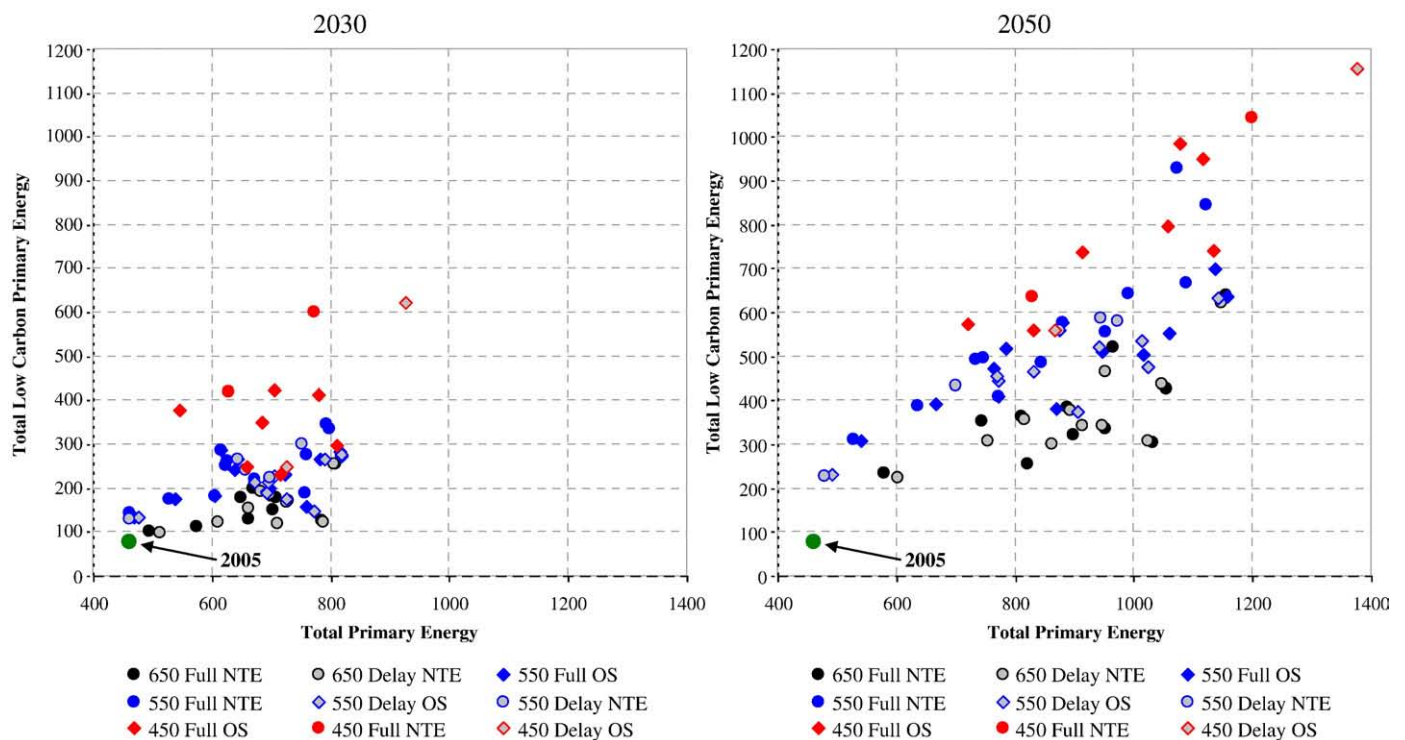 2030
2050
Total Low Carbon Primary Energy
1200
1100
1000
900
800
700
600
500
400
300
200
100
0
2005
400 600 800 1000 1200 1400
Total Primary Energy
650 Full NTE 650 Delay NTE 550 Full OS
550 Full NTE 550 Delay OS 550 Delay NTE
450 Full OS 450 Full NTE 450 Delay OS
Total Low Carbon Primary Energy
1200
1100
1000
900
800
700
600
500
400
300
200
100
0
2005
400 600 800 1000 1200 1400
Total Primary Energy
650 Full NTE 650 Delay NTE 550 Full OS
550 Full NTE 550 Delay OS 550 Delay NTE
450 Full OS 450 Full NTE 450 Delay OS